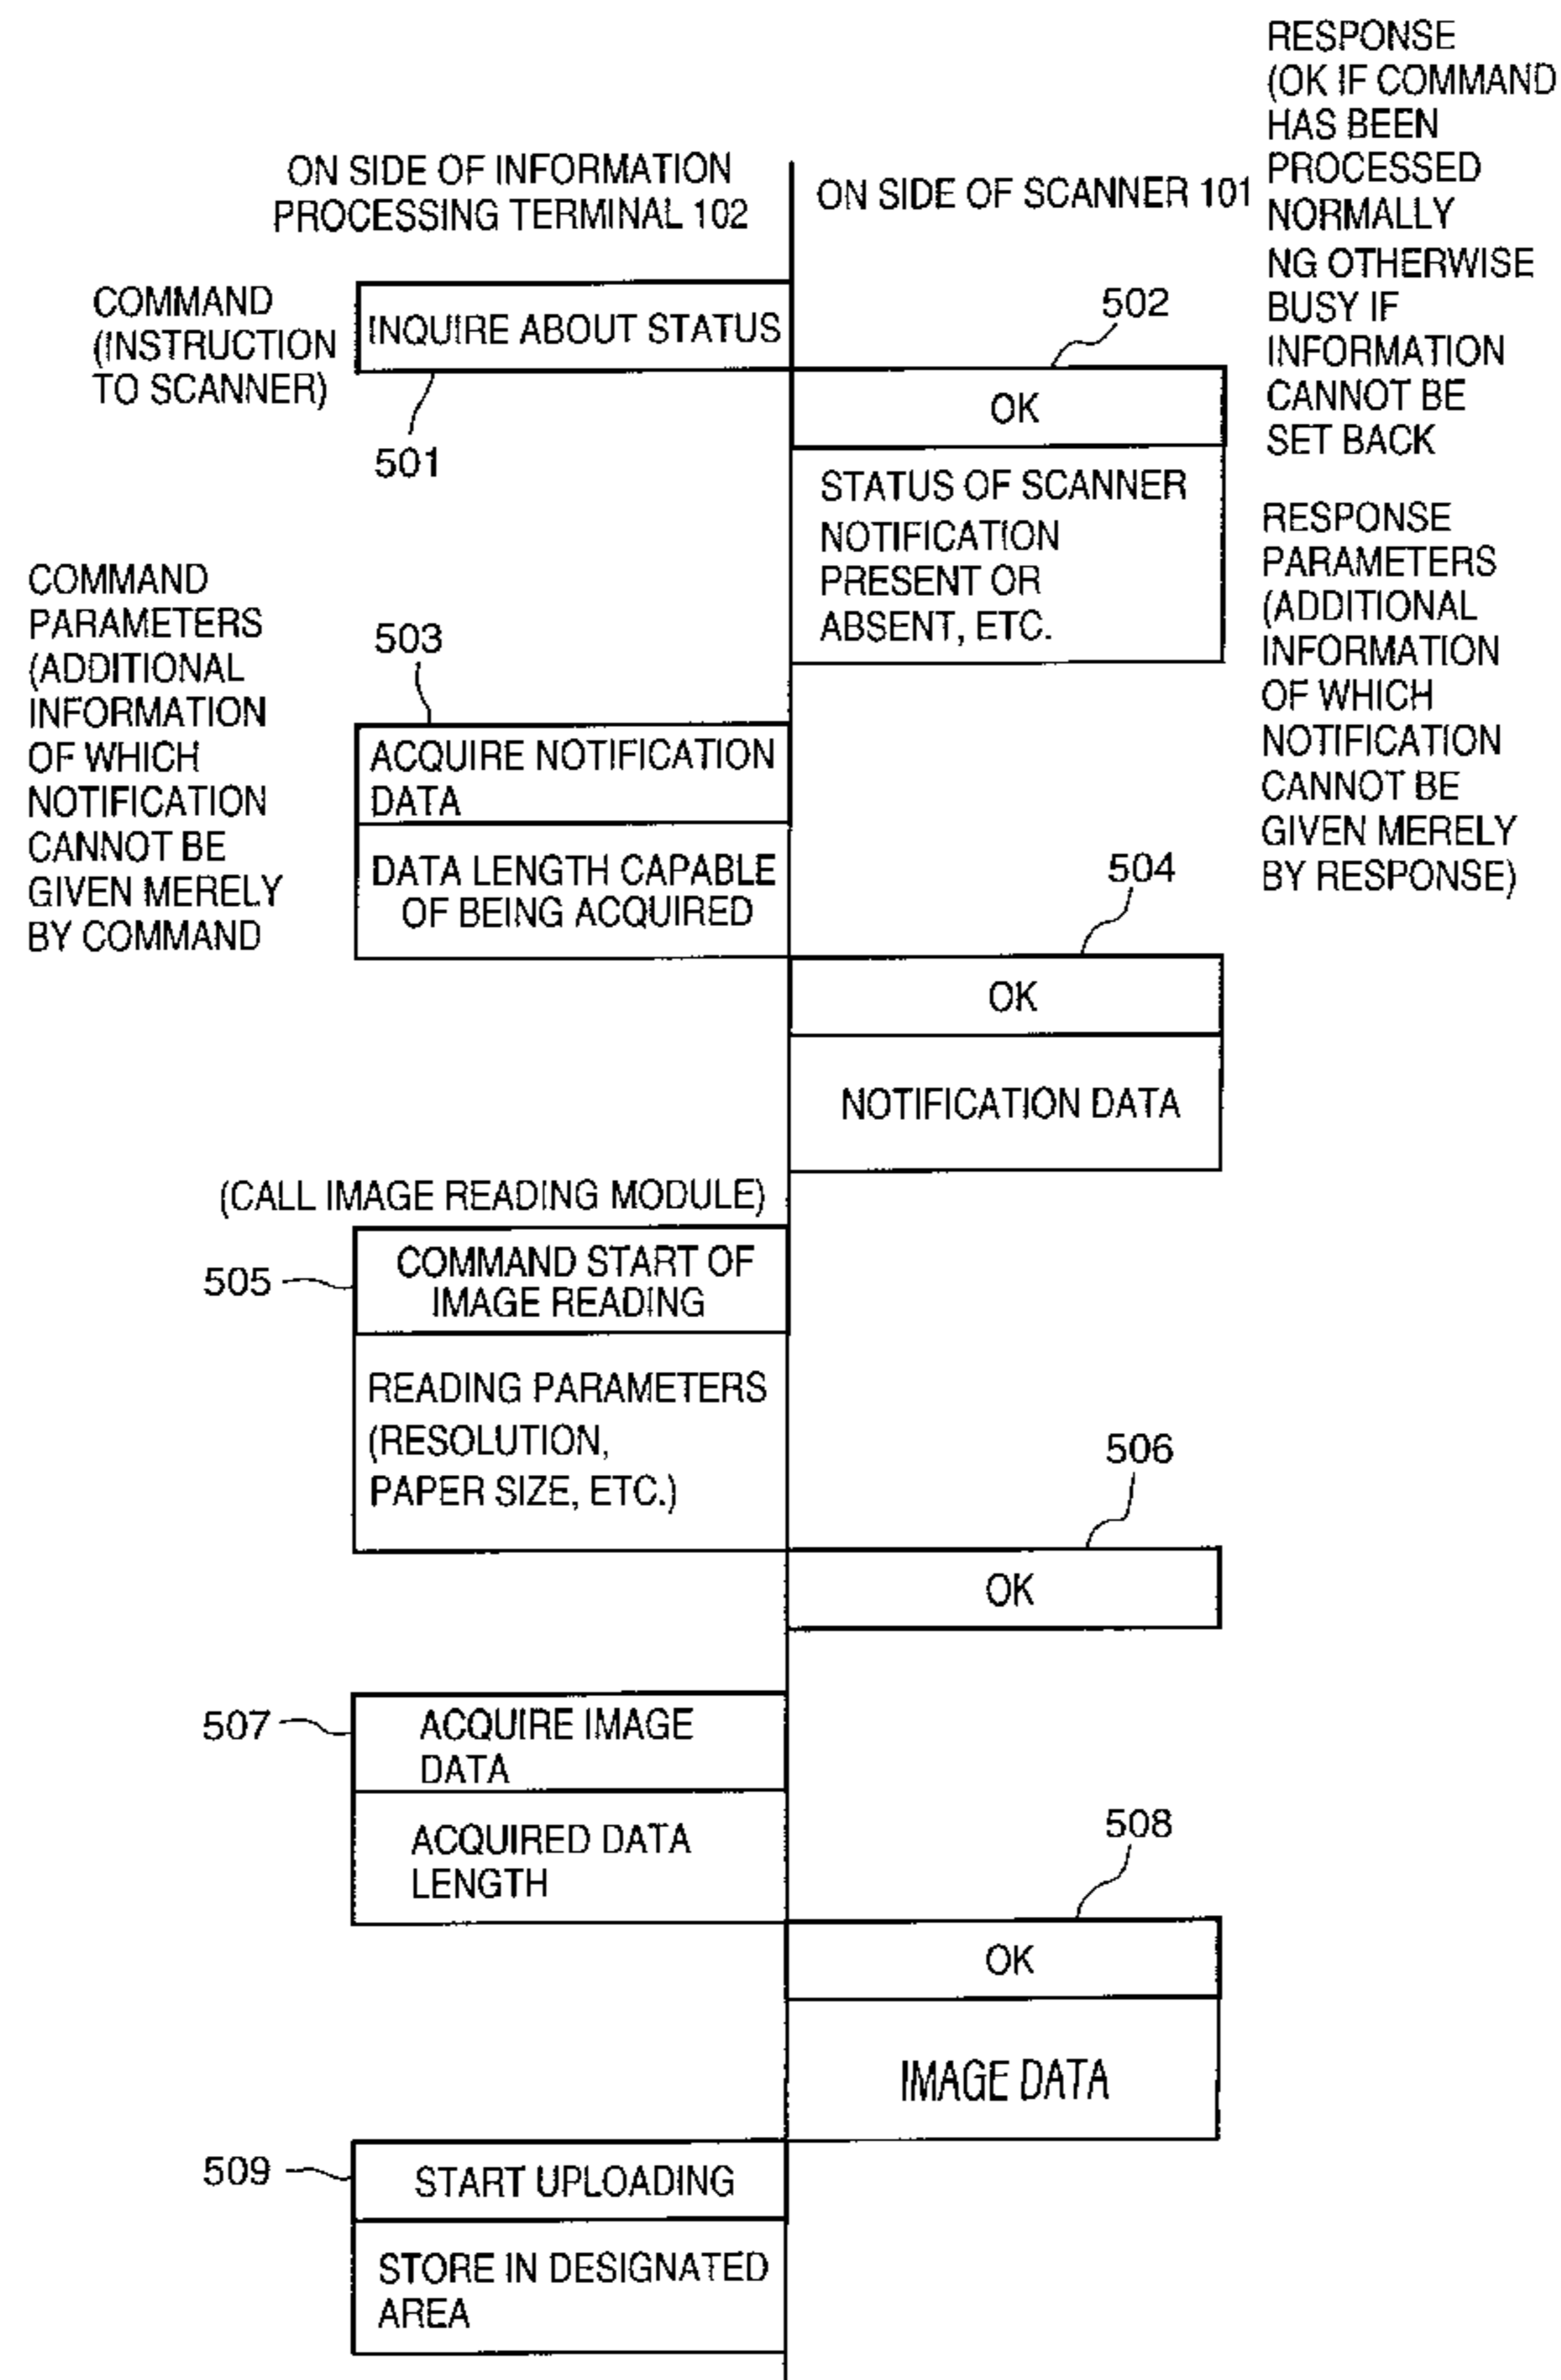 RESPONSE
(OK IF COMMAND
HAS BEEN
PROCESSED
NORMALLY
NG OTHERWISE
BUSY IF
INFORMATION
CANNOT BE
SET BACK
ON SIDE OF INFORMATION
PROCESSING TERMINAL 102
ON SIDE OF SCANNER 101
COMMAND
(INSTRUCTION
TO SCANNER)
INQUIRE ABOUT STATUS
501
502
OK
STATUS OF SCANNER
NOTIFICATION
PRESENT OR
ABSENT, ETC.
RESPONSE
PARAMETERS
(ADDITIONAL
INFORMATION
OF WHICH
NOTIFICATION
CANNOT BE
GIVEN MERELY
BY RESPONSE)
COMMAND
PARAMETERS
(ADDITIONAL
INFORMATION
OF WHICH
NOTIFICATION
CANNOT BE
GIVEN MERELY
BY COMMAND
503
ACQUIRE NOTIFICATION
DATA
DATA LENGTH CAPABLE
OF BEING ACQUIRED
504
OK
NOTIFICATION DATA
(CALL IMAGE READING MODULE)
505
COMMAND START OF
IMAGE READING
READING PARAMETERS
(RESOLUTION,
PAPER SIZE, ETC.)
506
OK
507
ACQUIRE IMAGE
DATA
ACQUIRED DATA
LENGTH
508
OK
IMAGE DATA
509
START UPLOADING
STORE IN DESIGNATED
AREA